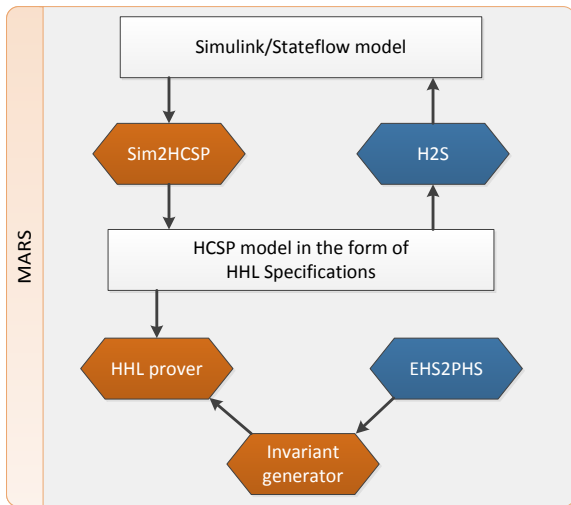 Simulink/Stateflow model
Sim2HCSP
H2S
HCSP model in the form of
HHL Specifications
MARS
HHL prover
EHS2PHS
Invariant
generator